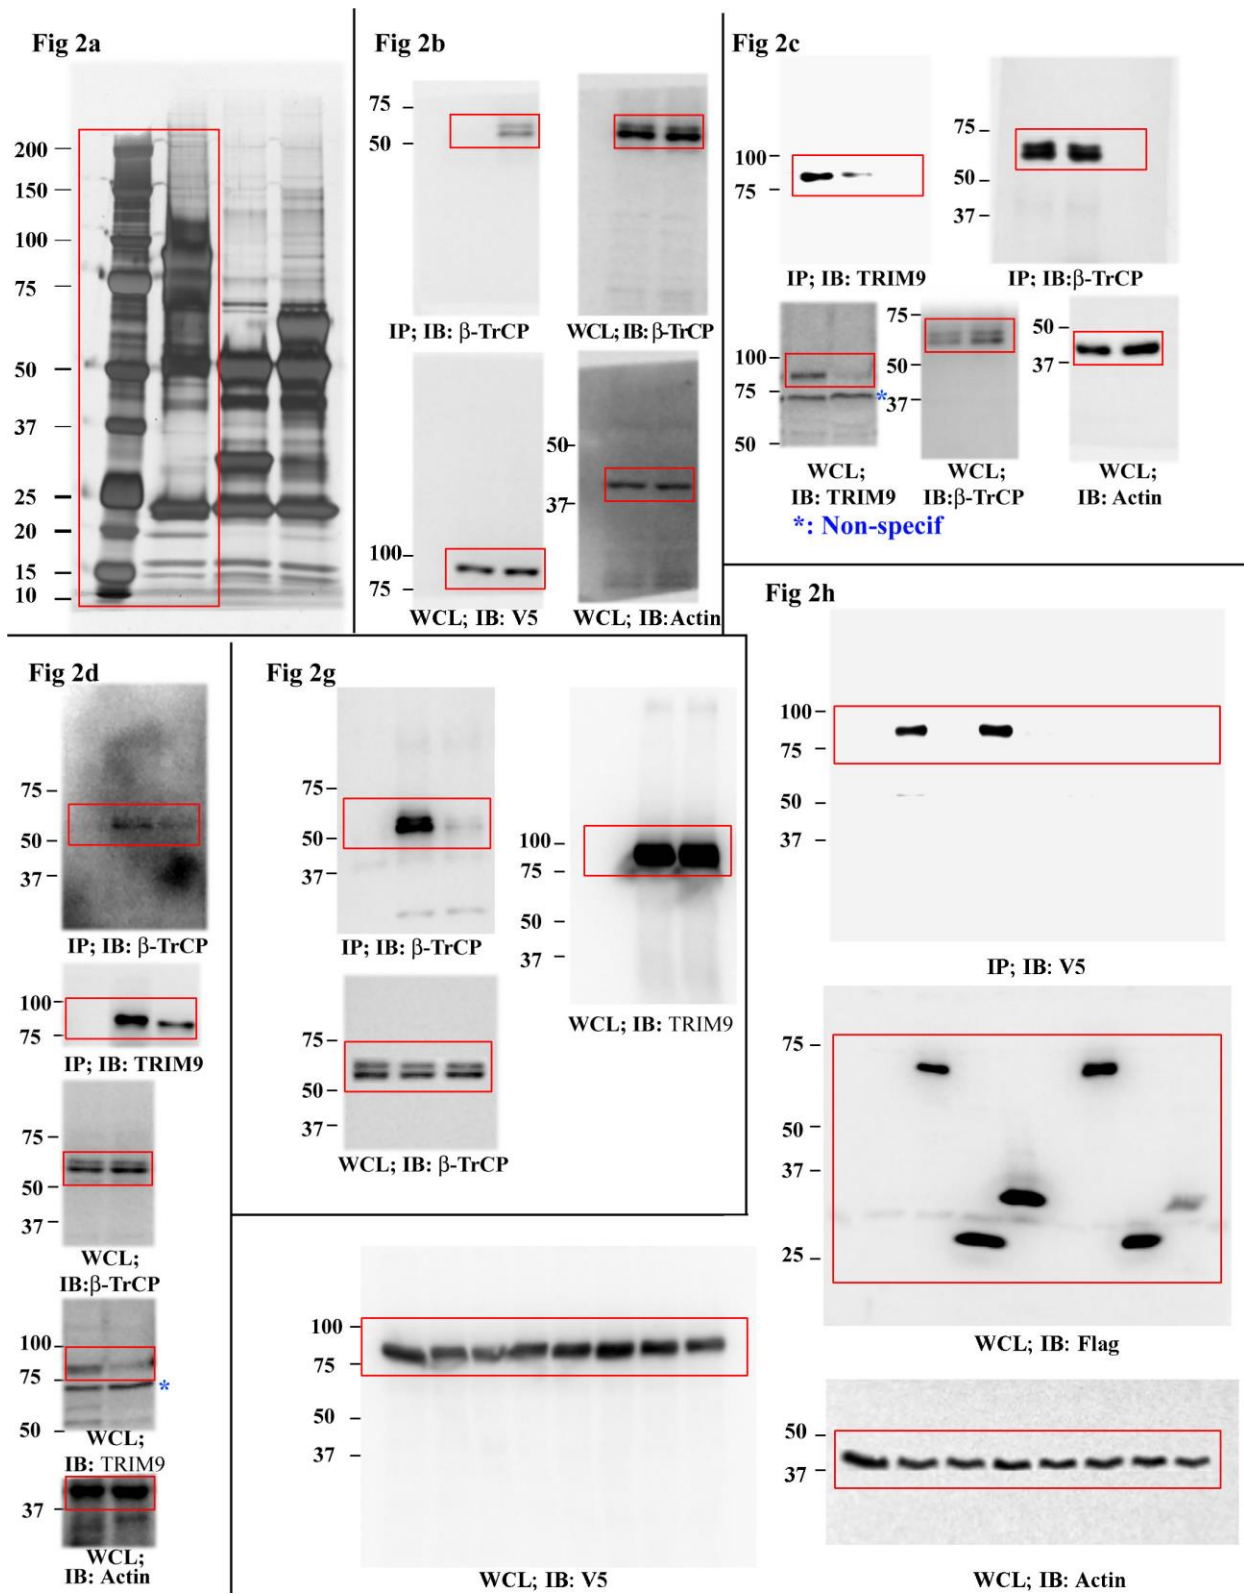 Fig 2a
200
150
100
75
50
37
25
20
15
10
Fig 2b
75
50
IP; IB: β-TrCP
WCL; IB: β-TrCP
100
75
WCL; IB: V5
50
37
WCL; IB:Actin
Fig 2c
100
75
IP; IB: TRIM9
75
50
37
IP; IB:β-TrCP
100
75
50
*
WCL;
IB: TRIM9
*: Non-specif
75
50
37
WCL;
IB:β-TrCP
50
37
WCL;
IB: Actin
Fig 2d
75
50
37
IP; IB: β-TrCP
100
75
IP; IB: TRIM9
75
50
37
WCL;
IB:β-TrCP
100
75
50
*
WCL;
IB: TRIM9
37
WCL;
IB: Actin
Fig 2g
75
50
37
IP; IB: β-TrCP
100
75
50
37
WCL; IB: TRIM9
75
50
37
WCL; IB: β-TrCP
Fig 2h
100
75
50
37
IP; IB: V5
75
50
37
25
WCL; IB: Flag
100
75
50
37
WCL; IB: V5
50
37
WCL; IB: Actin